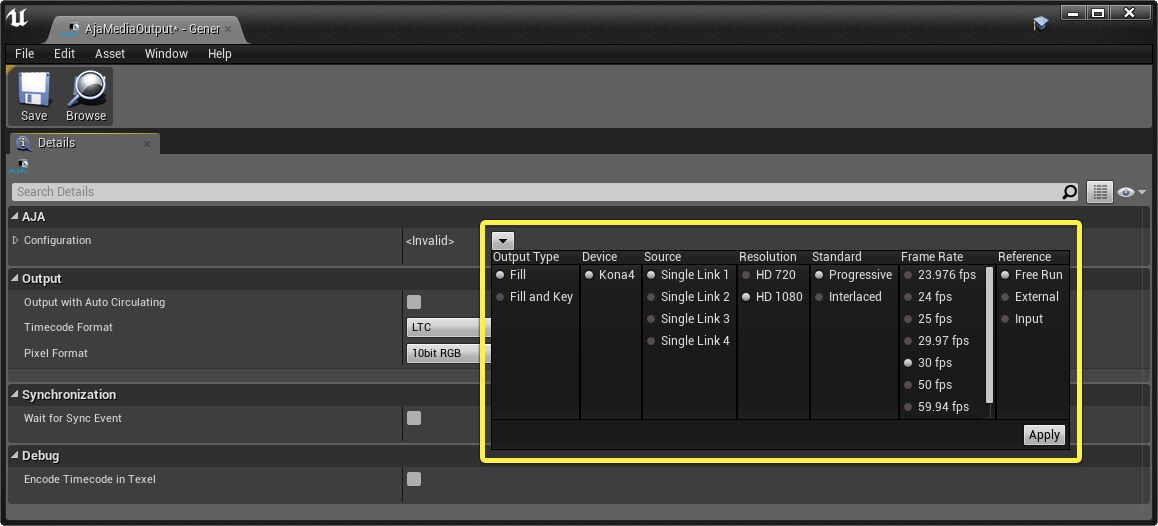 AjaMediaOutput* - Gener
File Edit Asset Window Help
Save Browse
Details
Search Details
AJA
Configuration <Invalid>
Output Type Device Source Resolution Standard Frame Rate Reference
Fill Kona4 Single Link 1 HD 720 Progressive 23.976 fps Free Run
Fill and Key Single Link 2 HD 1080 Interlaced 24 fps External
Single Link 3 25 fps Input
Single Link 4 29.97 fps
30 fps
50 fps
59.94 fps
Apply
Output
Output with Auto Circulating
Timecode Format LTC
Pixel Format 10bit RGB
Synchronization
Wait for Sync Event
Debug
Encode Timecode in Texel